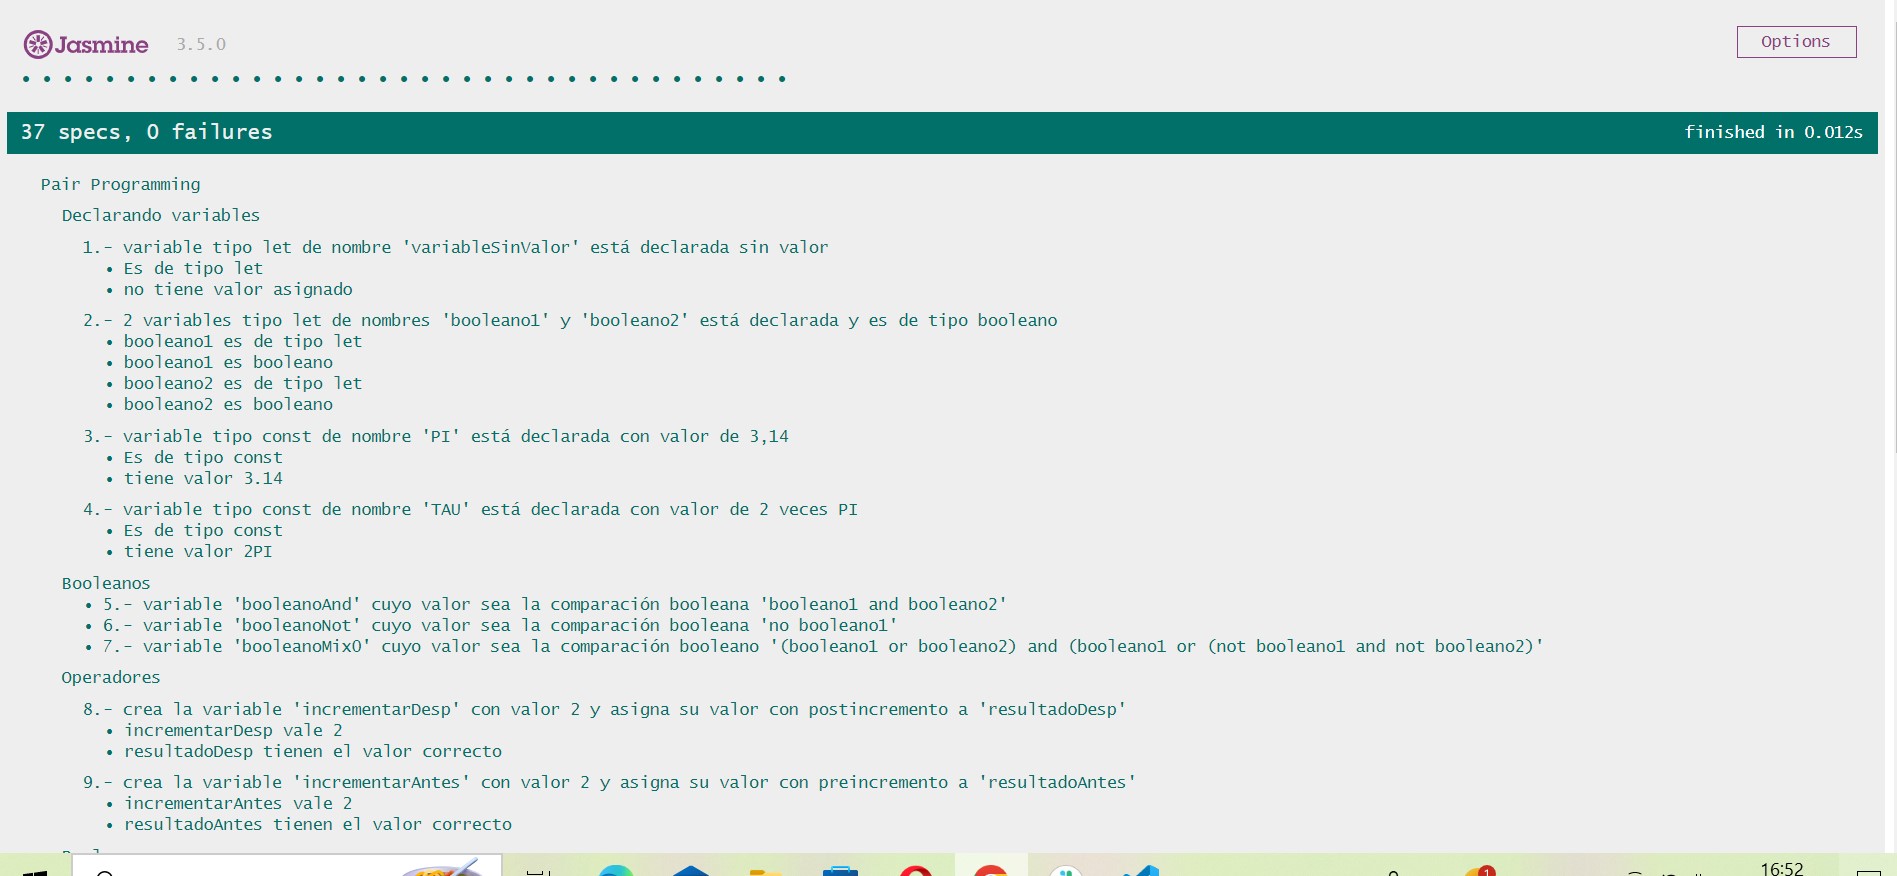 Jasmine 3.5.0 Options
37 specs, 0 failures finished in 0.012s
Pair Programming
Declarando variables
1.- variable tipo let de nombre 'variableSinValor' está declarada sin valor
• Es de tipo let
• no tiene valor asignado
2.- 2 variables tipo let de nombres 'booleano1' y 'booleano2' está declarada y es de tipo booleano
• booleano1 es de tipo let
• booleano1 es booleano
• booleano2 es de tipo let
• booleano2 es booleano
3.- variable tipo const de nombre 'PI' está declarada con valor de 3,14
• Es de tipo const
• tiene valor 3.14
4.- variable tipo const de nombre 'TAU' está declarada con valor de 2 veces PI
• Es de tipo const
• tiene valor 2PI
Booleanos
• 5.- variable 'booleanoAnd' cuyo valor sea la comparación booleana 'booleano1 and booleano2'
• 6.- variable 'booleanoNot' cuyo valor sea la comparación booleana 'no booleano1'
• 7.- variable 'booleanoMix0' cuyo valor sea la comparación booleano '(booleano1 or booleano2) and (booleano1 or (not booleano1 and not booleano2)'
Operadores
8.- crea la variable 'incrementarDesp' con valor 2 y asigna su valor con postincremento a 'resultadoDesp'
• incrementarDesp vale 2
• resultadoDesp tienen el valor correcto
9.- crea la variable 'incrementarAntes' con valor 2 y asigna su valor con preincremento a 'resultadoAntes'
• incrementarAntes vale 2
• resultadoAntes tienen el valor correcto
1
16:52